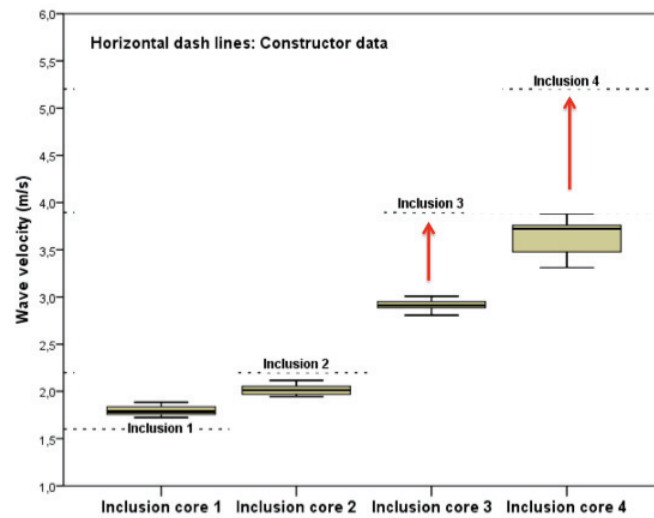 Horizontal dash lines: Constructor data
Wave velocity (m/s)
6,0
5,5
5,0
4,5
4,0
3,5
3,0
2,5
2,0
1,5
1,0
Inclusion 4
Inclusion 3
Inclusion 2
Inclusion 1
Inclusion core 1
Inclusion core 2
Inclusion core 3
Inclusion core 4